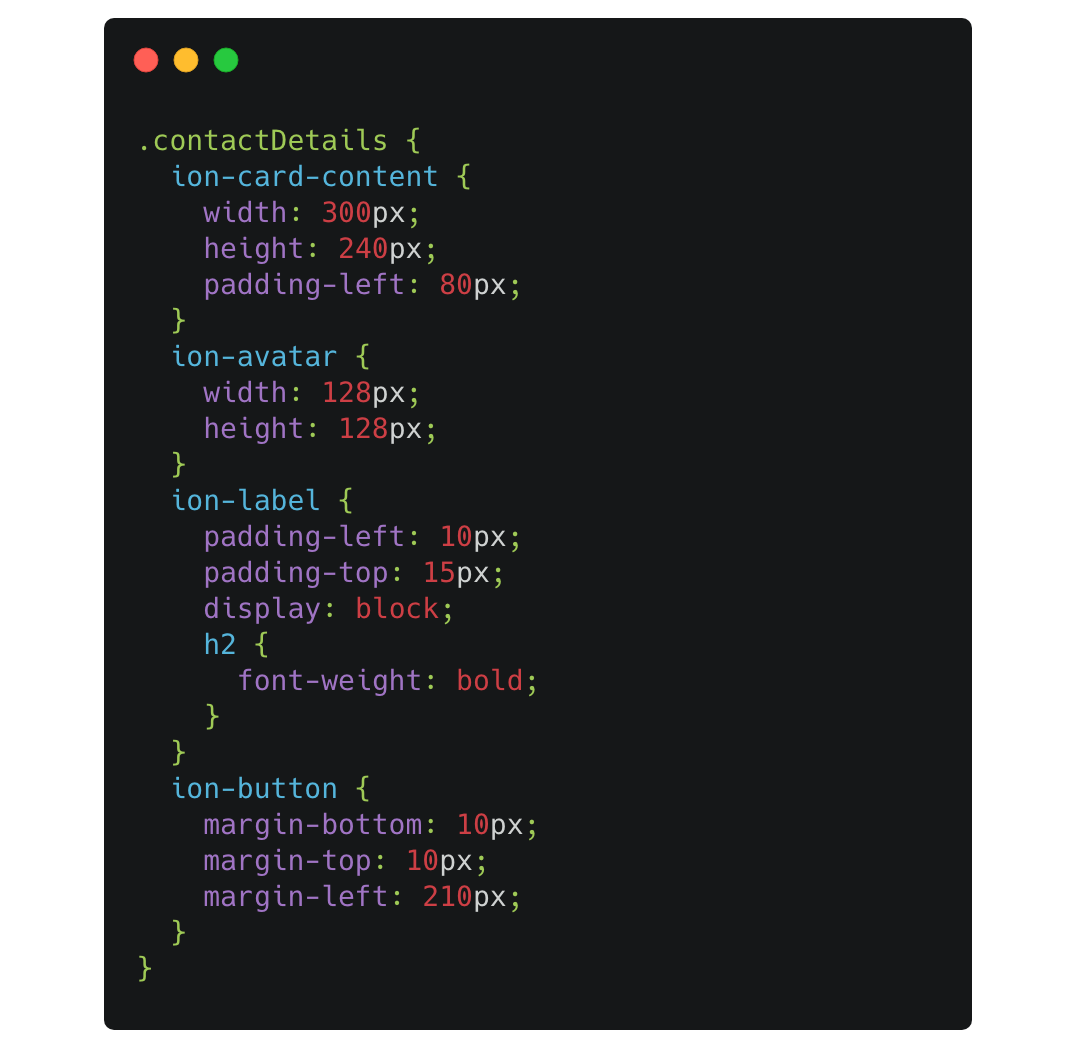 .contactDetails {
  ion-card-content {
    width: 300px;
    height: 240px;
    padding-left: 80px;
  }
  ion-avatar {
    width: 128px;
    height: 128px;
  }
  ion-label {
    padding-left: 10px;
    padding-top: 15px;
    display: block;
    h2 {
      font-weight: bold;
    }
  }
  ion-button {
    margin-bottom: 10px;
    margin-top: 10px;
    margin-left: 210px;
  }
}